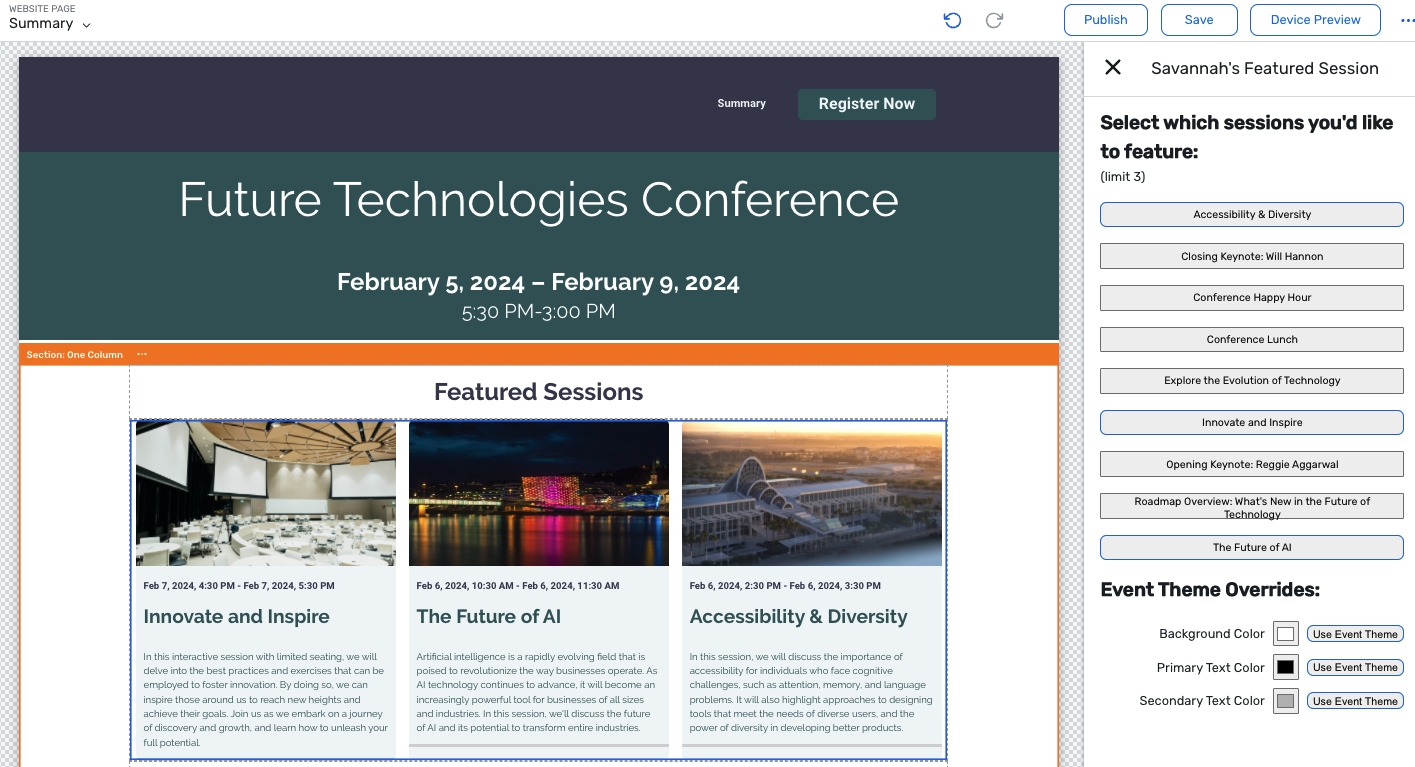 WEBSITE PAGE
Summary
Publish
Save
Device Preview
Summary
Register Now
Future Technologies Conference
February 5, 2024 – February 9, 2024
5:30 PM-3:00 PM
Section: One Column
Featured Sessions
Feb 7, 2024, 4:30 PM - Feb 7, 2024, 5:30 PM
Innovate and Inspire
In this interactive session with limited seating, we will
delve into the best practices and exercises that can be
employed to foster innovation. By doing so, we can
inspire those around us to reach new heights and
achieve their goals. Join us as we embark on a journey
of discovery and growth, and learn how to unleash your
full potential.
Feb 6, 2024, 10:30 AM - Feb 6, 2024, 11:30 AM
The Future of AI
Artificial intelligence is a rapidly evolving field that is
poised to revolutionize the way businesses operate. As
AI technology continues to advance, it will become an
increasingly powerful tool for businesses of all sizes
and industries. In this session, we'll discuss the future
of AI and its potential to transform entire industries.
Feb 6, 2024, 2:30 PM - Feb 6, 2024, 3:30 PM
Accessibility & Diversity
In this session, we will discuss the importance of
accessibility for individuals who face cognitive
challenges, such as attention, memory, and language
problems. It will also highlight approaches to designing
tools that meet the needs of diverse users, and the
power of diversity in developing better products.
Savannah's Featured Session
Select which sessions you'd like
to feature:
(limit 3)
Accessibility & Diversity
Closing Keynote: Will Hannon
Conference Happy Hour
Conference Lunch
Explore the Evolution of Technology
Innovate and Inspire
Opening Keynote: Reggie Aggarwal
Roadmap Overview: What's New in the Future of
Technology
The Future of AI
Event Theme Overrides:
Background Color
Use Event Theme
Primary Text Color
Use Event Theme
Secondary Text Color
Use Event Theme